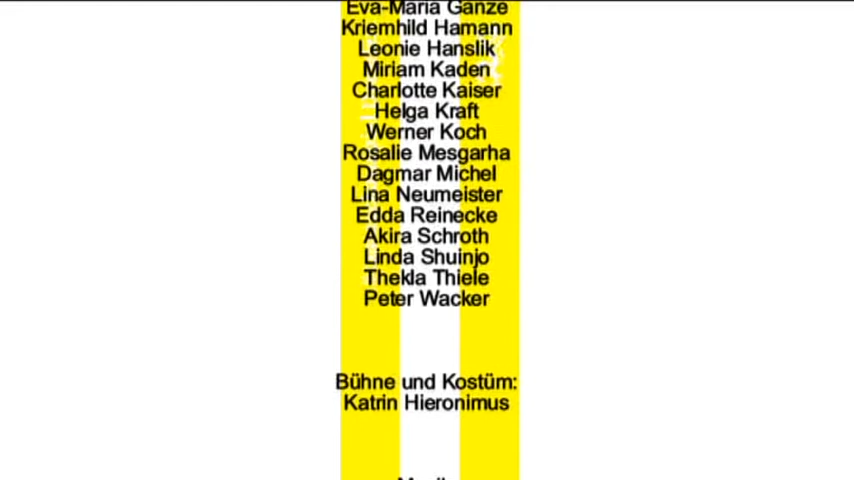 Eva-Maria Ganze
Kriemhild Hamann
Leonie Hanslik
Miriam Kaden
Charlotte Kaiser
Helga Kraft
Werner Koch
Rosalie Mesgarha
Dagmar Michel
Lina Neumeister
Edda Reinecke
Akira Schroth
Linda Shuinjo
Thekla Thiele
Peter Wacker
Bühne und Kostüm:
Katrin Hieronimus